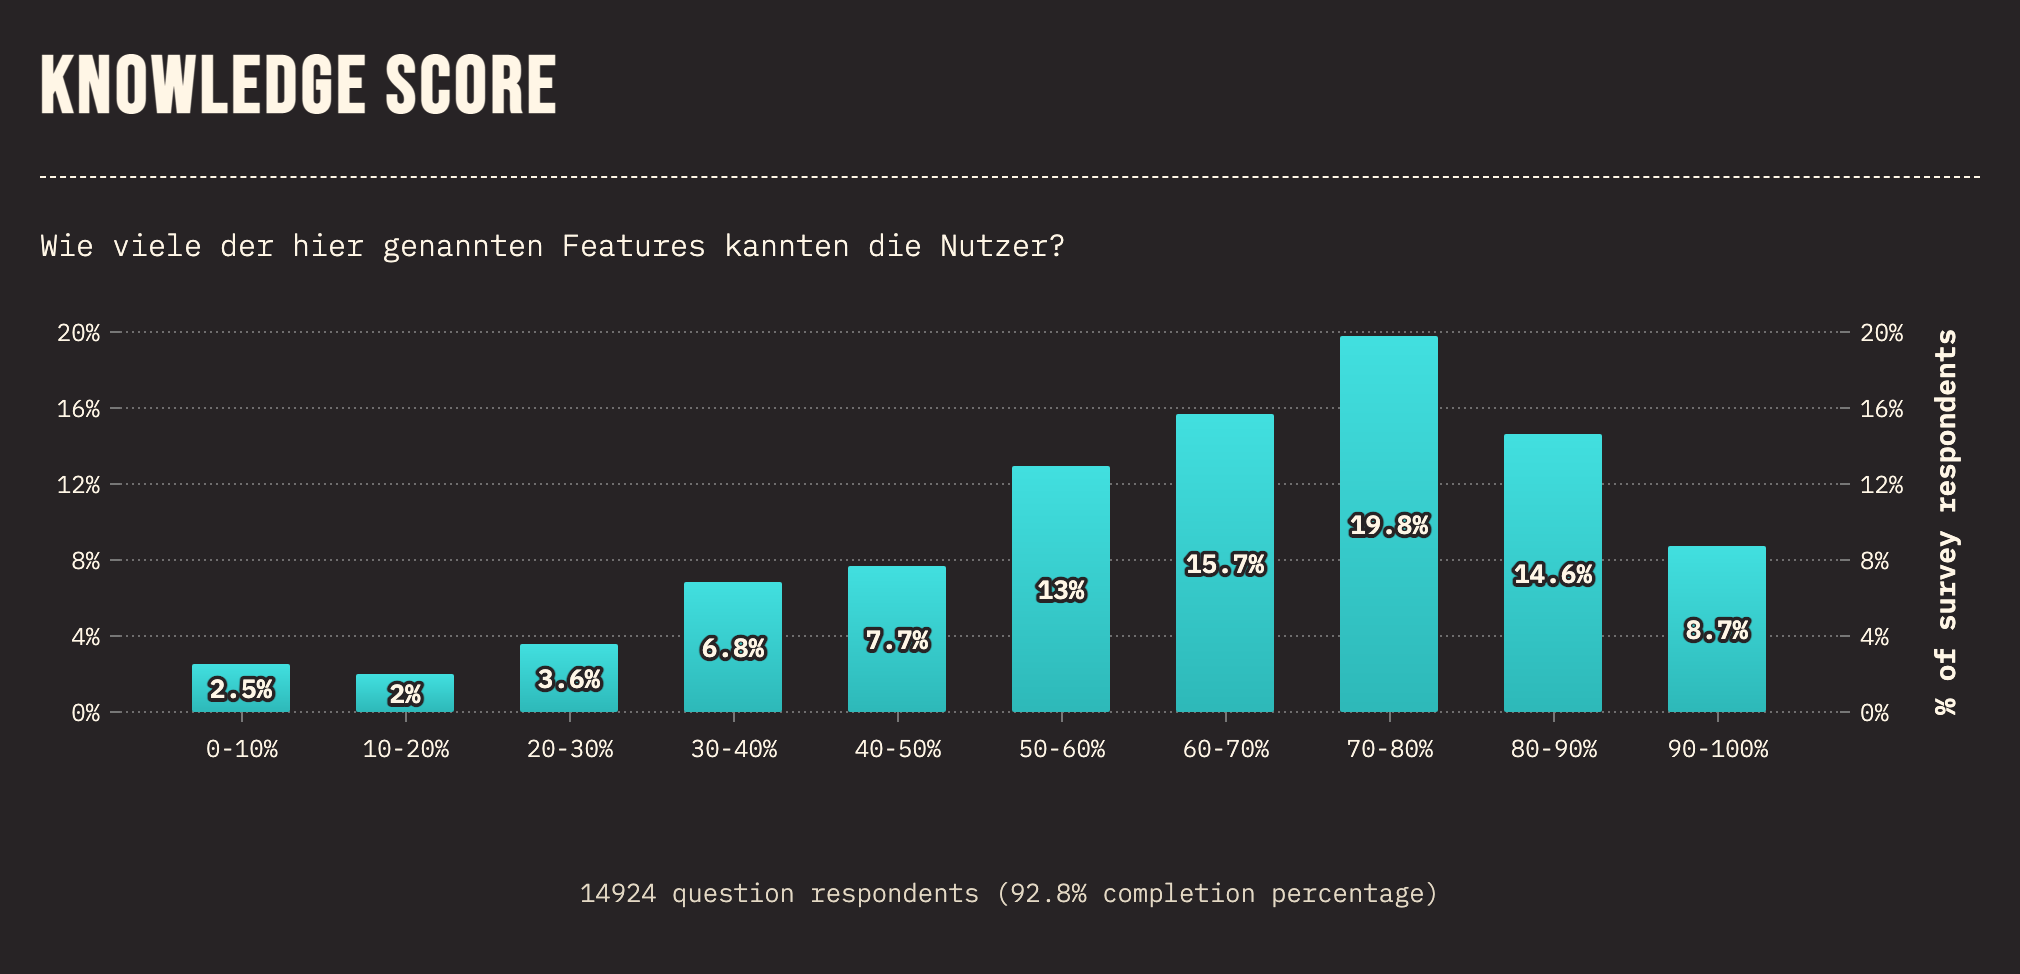 KNOWLEDGE SCORE
Wie viele der hier genannten Features kannten die Nutzer?
20% 20%
16% 16%
12% 12%
8% 8%
4% 4%
0% 0%
% of survey respondents
2.5% 2% 3.6% 6.8% 7.7% 13% 15.7% 19.8% 14.6% 8.7%
0-10% 10-20% 20-30% 30-40% 40-50% 50-60% 60-70% 70-80% 80-90% 90-100%
14924 question respondents (92.8% completion percentage)